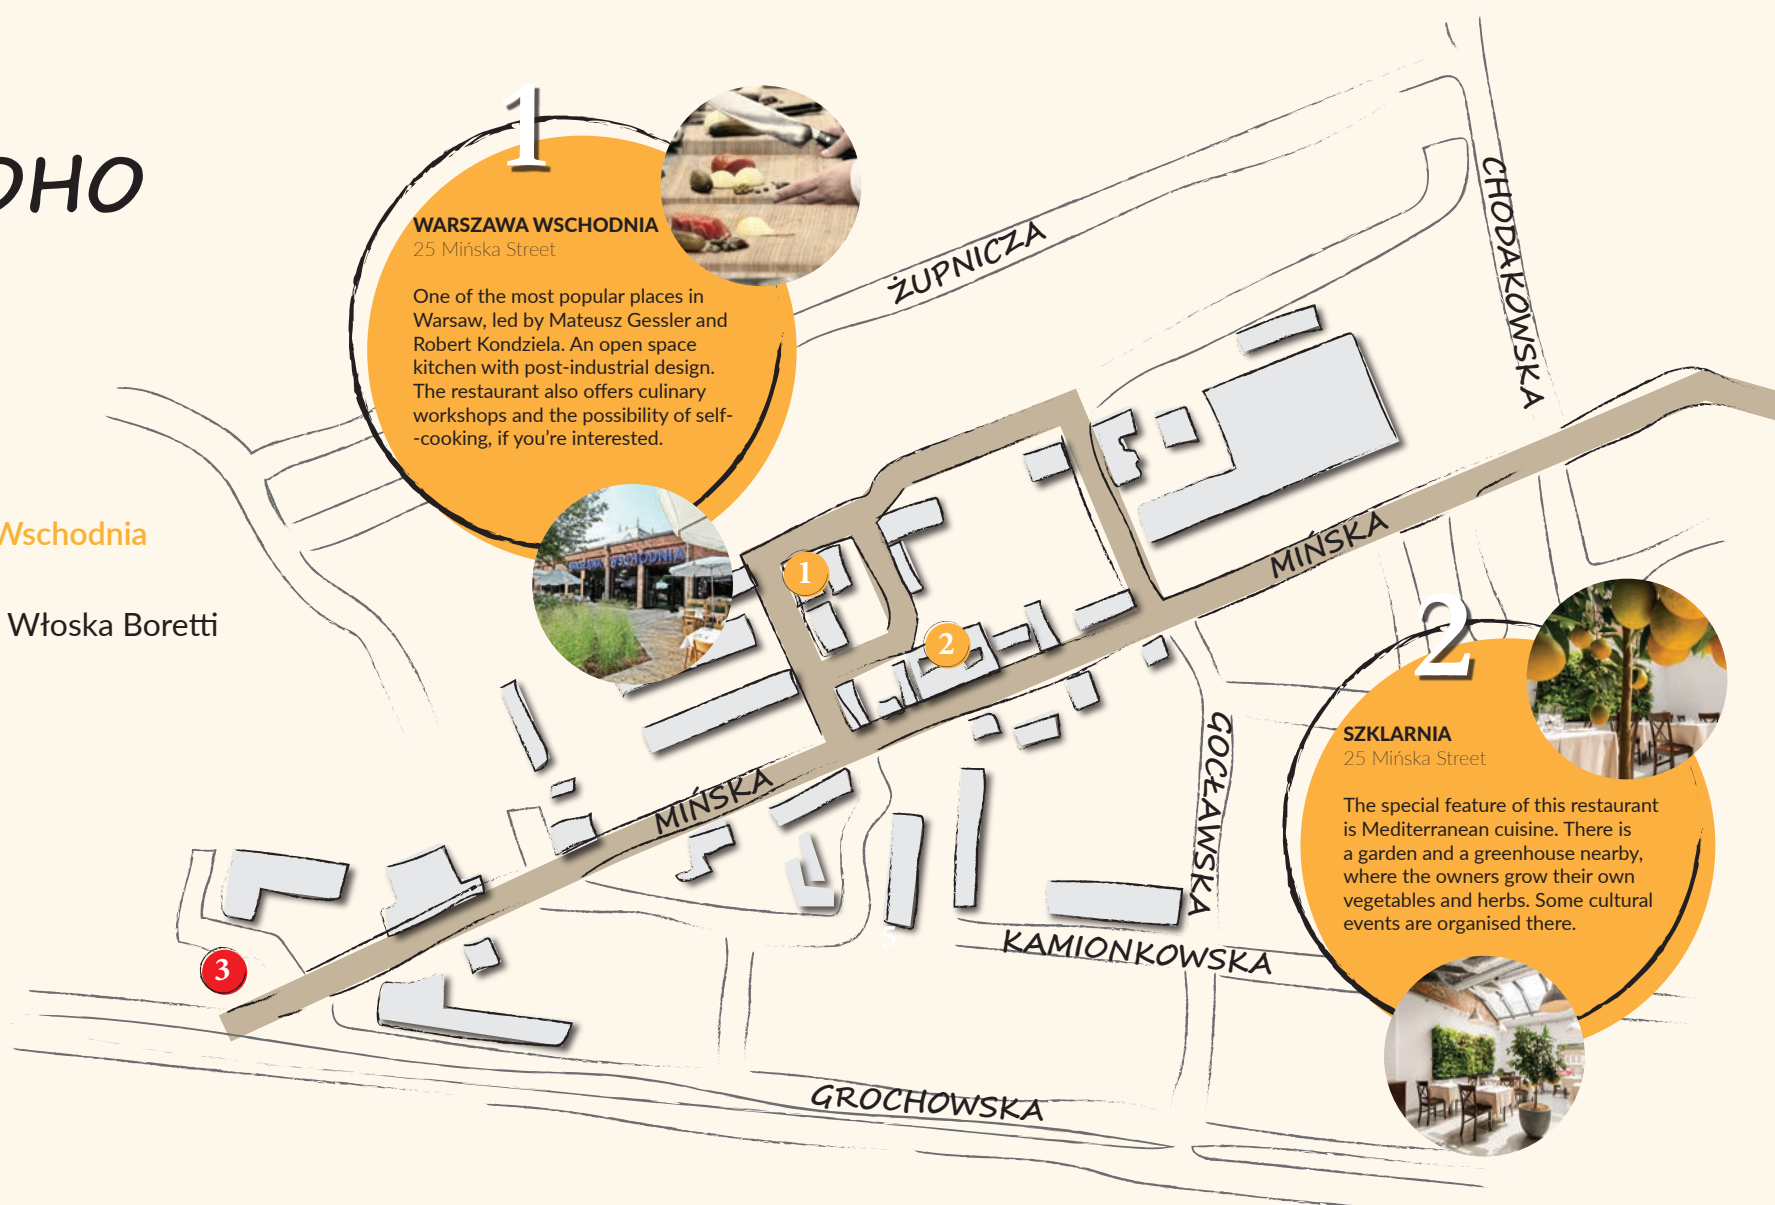 OHO
Wschodnia
Włoska Boretti
1
WARSZAWA WSCHODNIA
25 Mińska Street
One of the most popular places in
Warsaw, led by Mateusz Gessler and
Robert Kondziela. An open space
kitchen with post-industrial design.
The restaurant also offers culinary
workshops and the possibility of self-
-cooking, if you're interested.
WARSZAWA WSCHODNIA
ŻUPNICZA
CHODAKOWSKA
MIŃSKA
1
2
MIŃSKA
GOCŁAWSKA
2
SZKLARNIA
25 Mińska Street
The special feature of this restaurant
is Mediterranean cuisine. There is
a garden and a greenhouse nearby,
where the owners grow their own
vegetables and herbs. Some cultural
events are organised there.
3
5
KAMIONKOWSKA
GROCHOWSKA